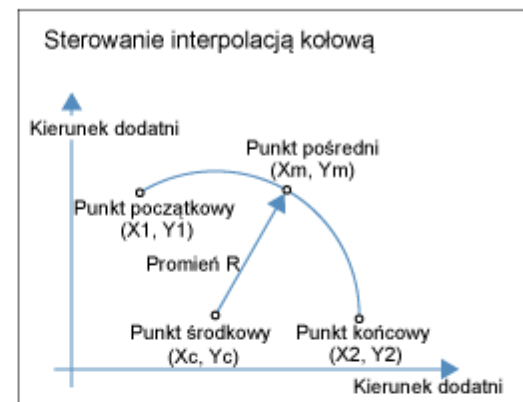 Sterowanie interpolacją kołową
Kierunek dodatni
Punkt pośredni
(Xm, Ym)
Punkt początkowy
(X1, Y1)
Promień R
Punkt środkowy
(Xc, Yc)
Punkt końcowy
(X2, Y2)
Kierunek dodatni